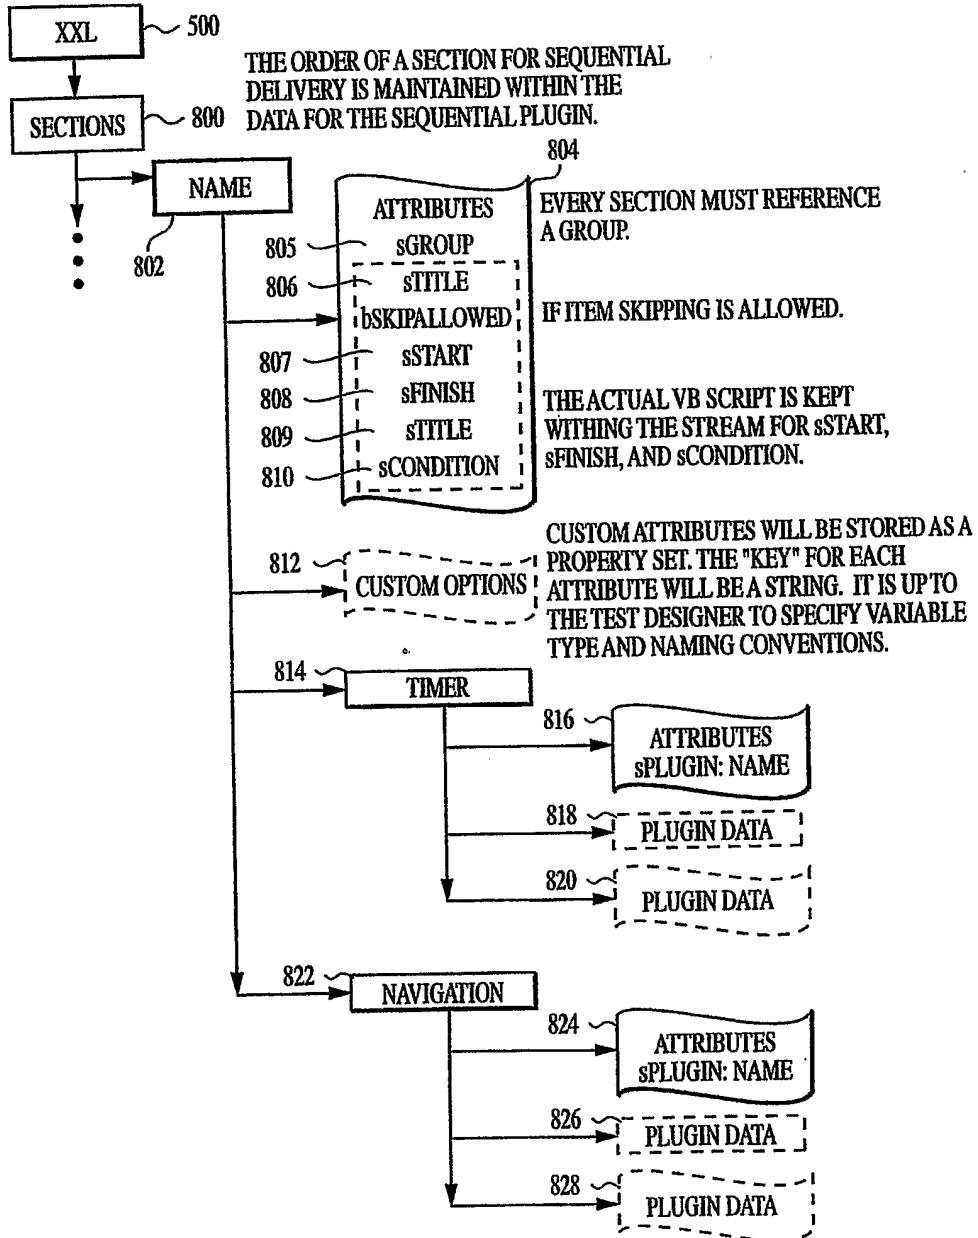 XXL
500
THE ORDER OF A SECTION FOR SEQUENTIAL
DELIVERY IS MAINTAINED WITHIN THE
DATA FOR THE SEQUENTIAL PLUGIN.
SECTIONS
800
NAME
802
804
ATTRIBUTES
EVERY SECTION MUST REFERENCE
A GROUP.
805
sGROUP
806
sTITLE
bSKIPALLOWED
IF ITEM SKIPPING IS ALLOWED.
807
sSTART
808
sFINISH
809
sTITLE
810
sCONDITION
THE ACTUAL VB SCRIPT IS KEPT
WITHING THE STREAM FOR sSTART,
sFINISH, AND sCONDITION.
812
CUSTOM OPTIONS
CUSTOM ATTRIBUTES WILL BE STORED AS A
PROPERTY SET. THE "KEY" FOR EACH
ATTRIBUTE WILL BE A STRING. IT IS UP TO
THE TEST DESIGNER TO SPECIFY VARIABLE
TYPE AND NAMING CONVENTIONS.
814
TIMER
816
ATTRIBUTES
sPLUGIN: NAME
818
PLUGIN DATA
820
PLUGIN DATA
822
NAVIGATION
824
ATTRIBUTES
sPLUGIN: NAME
826
PLUGIN DATA
828
PLUGIN DATA